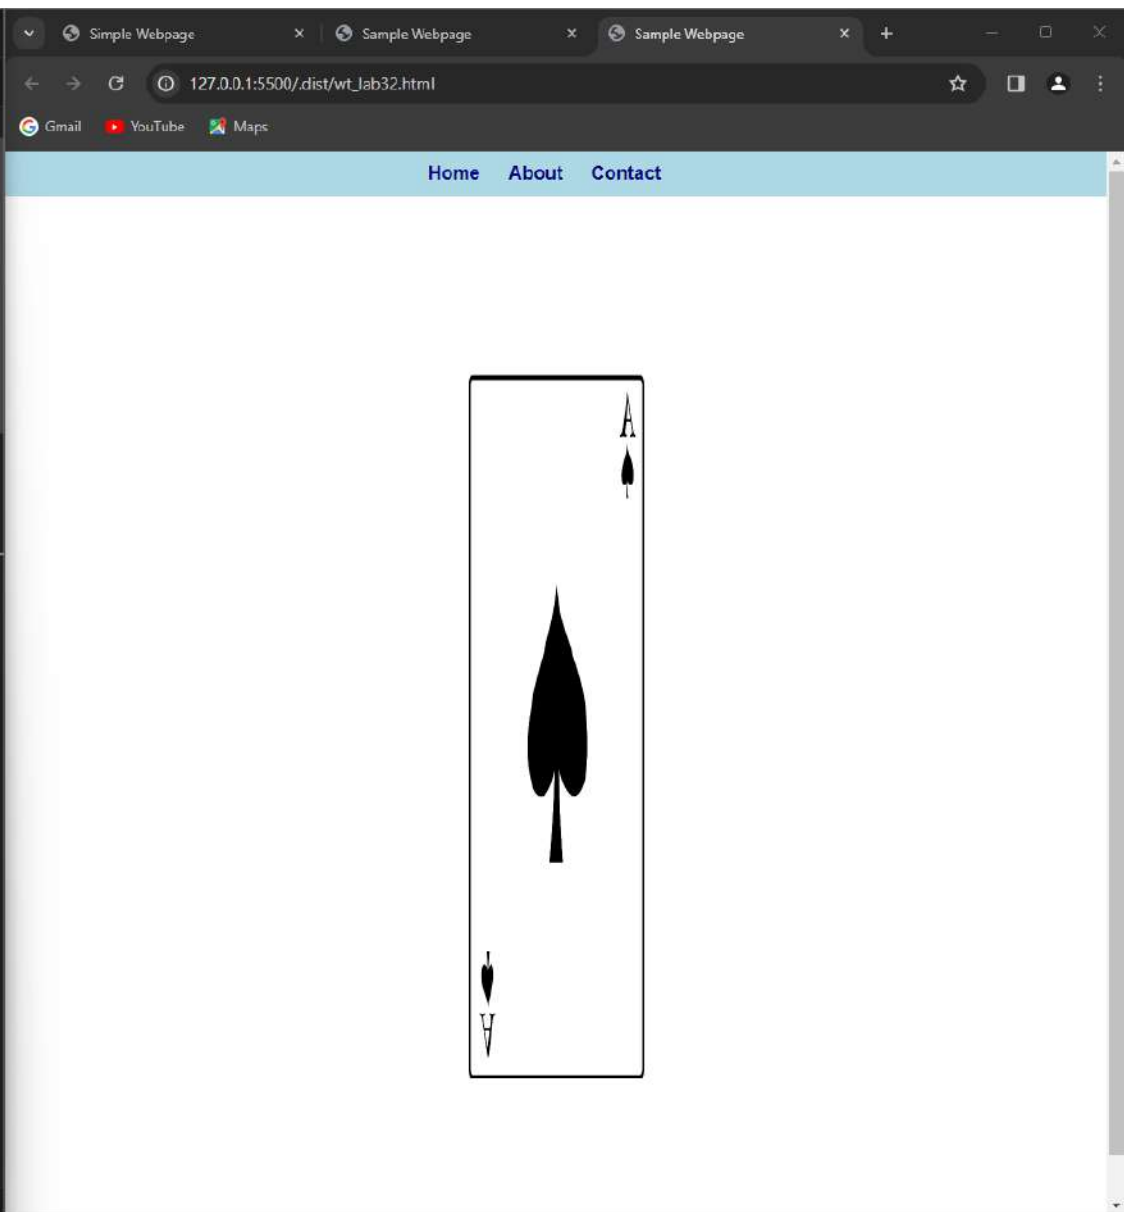 Simple Webpage Sample Webpage Sample Webpage
127.0.0.1:5500/.dist/wt_lab32.html
Gmail YouTube Maps
Home About Contact
A
A